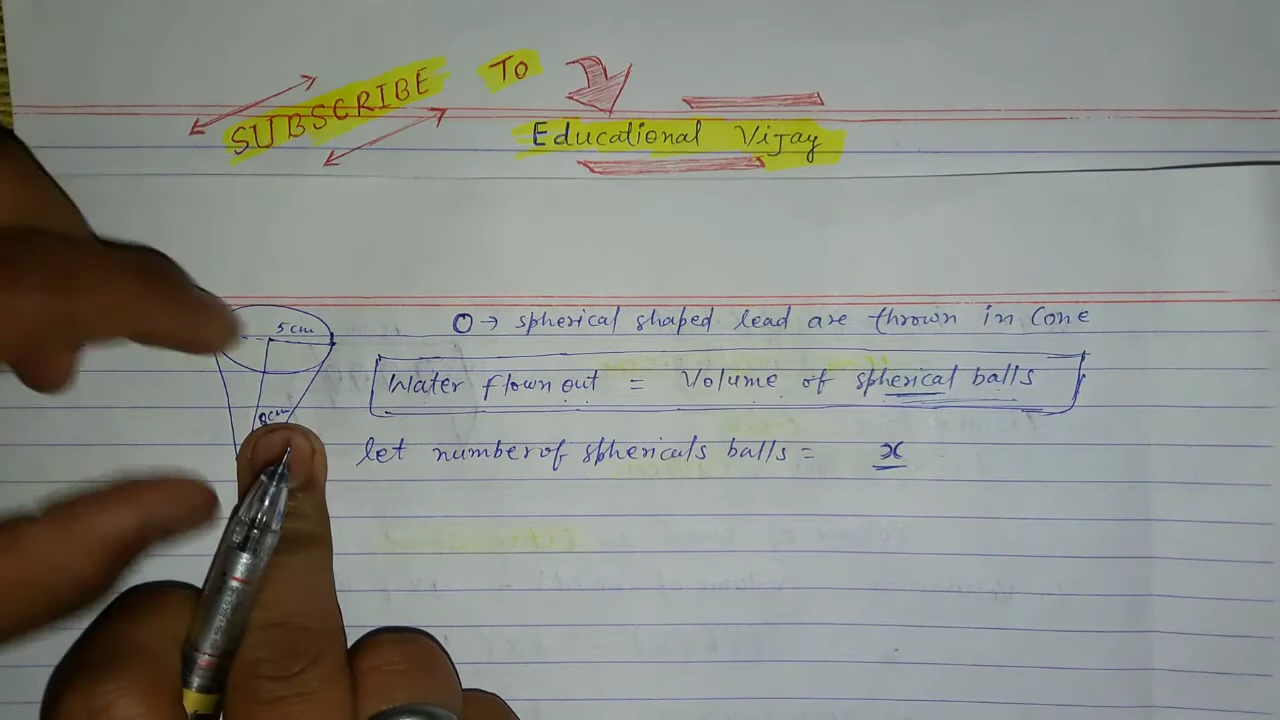 SUBSCRIBE To
Educational Vijay
5cm
8cm
O → spherical shaped lead are thrown in Cone
Water flown out = Volume of spherical balls
let number of sphericals balls = x